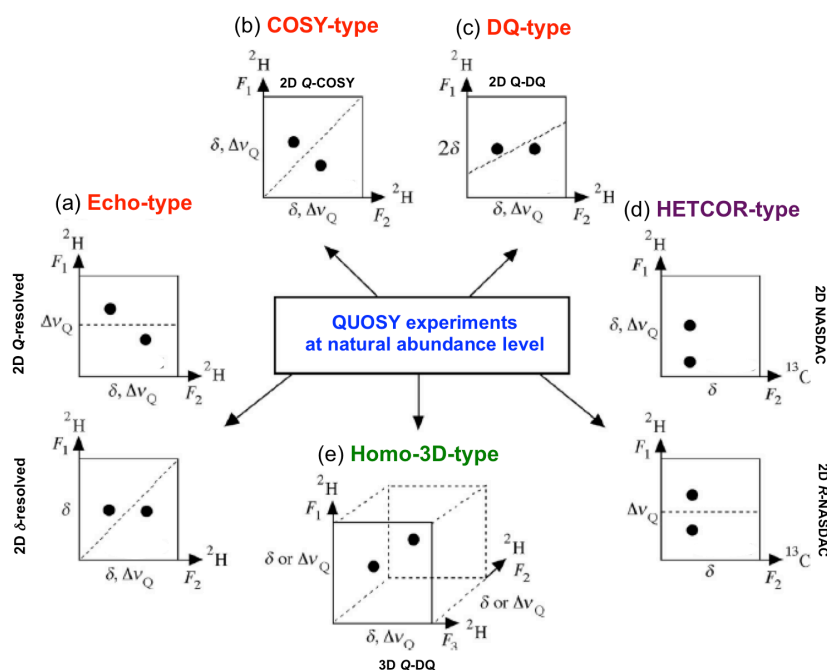 (b) COSY-type
(c) DQ-type
²H
2D Q-COSY
F₁
δ, Δν_Q
δ, Δν_Q
F₂
²H
²H
2D Q-DQ
F₁
2δ
δ, Δν_Q
F₂
²H
(a) Echo-type
²H
F₁
2D Q-resolved
Δν_Q
δ, Δν_Q
F₂
²H
QUOSY experiments
at natural abundance level
(d) HETCOR-type
²H
F₁
2D NASDAC
δ, Δν_Q
δ
F₂
¹³C
²H
F₁
2D δ-resolved
δ
δ, Δν_Q
F₂
²H
(e) Homo-3D-type
²H
F₁
δ or Δν_Q
²H
F₂
δ or Δν_Q
δ, Δν_Q
F₃
²H
3D Q-DQ
²H
F₁
2D R-NASDAC
Δν_Q
δ
F₂
¹³C